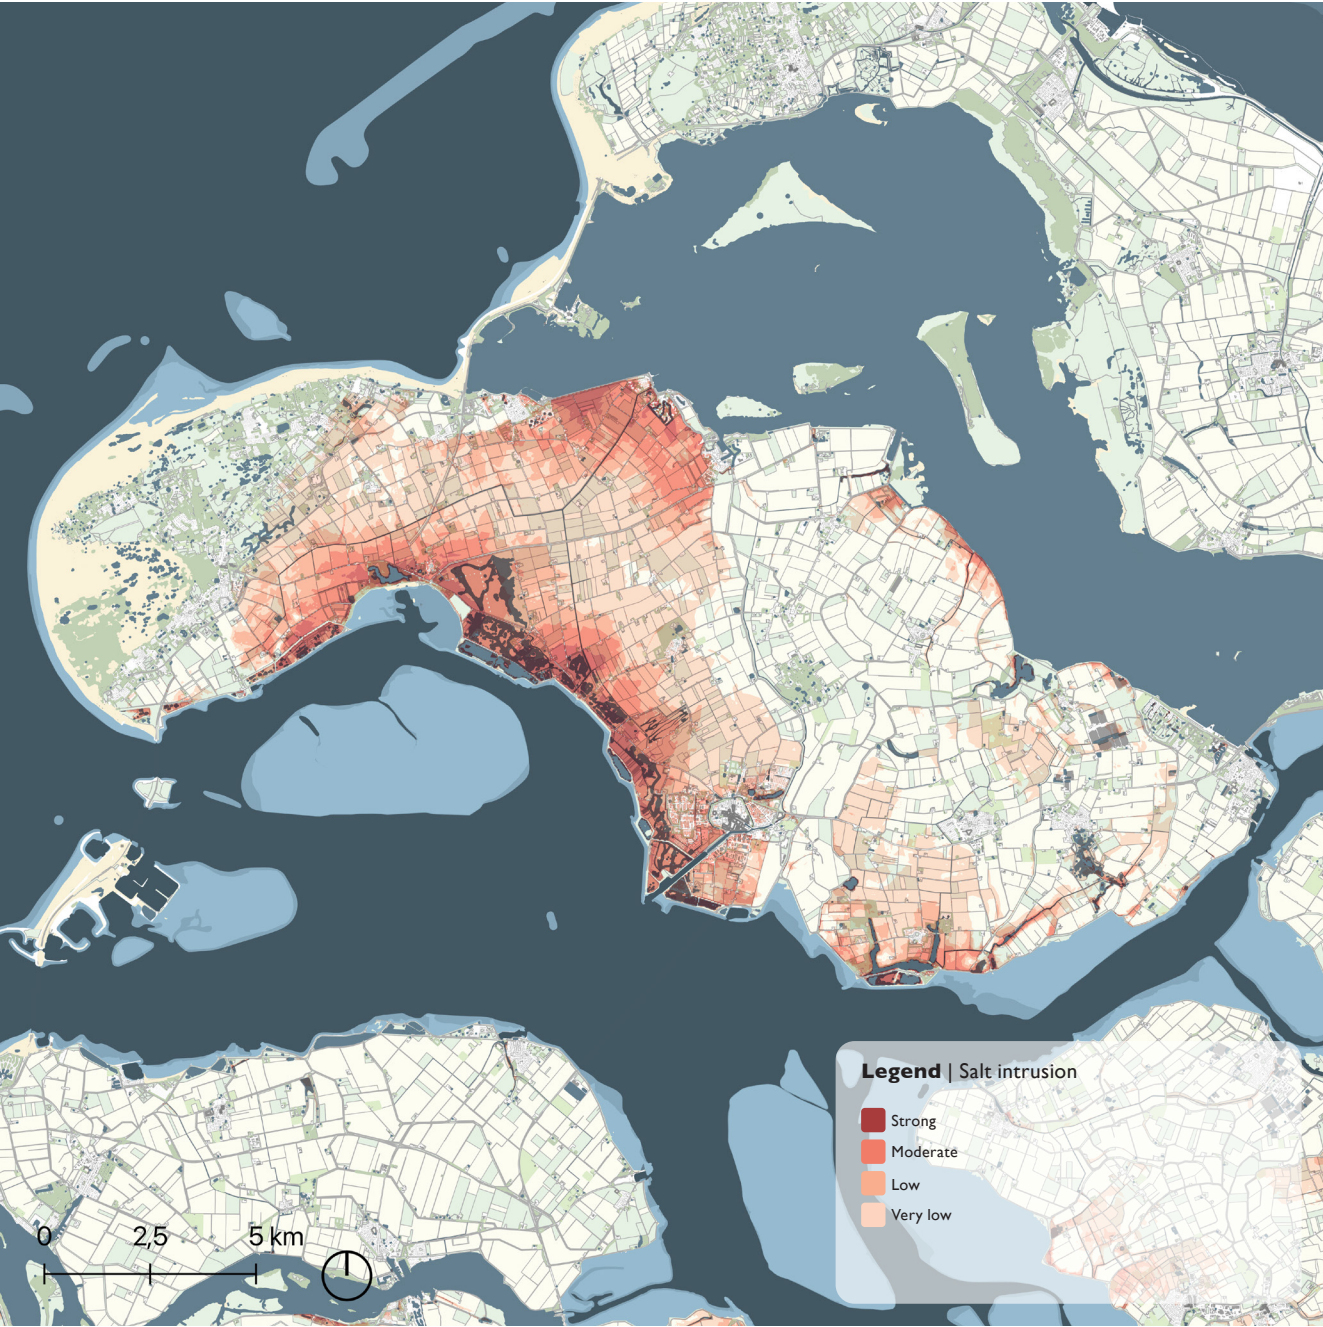 Legend | Salt intrusion
Strong
Moderate
Low
Very low
0 2,5 5 km